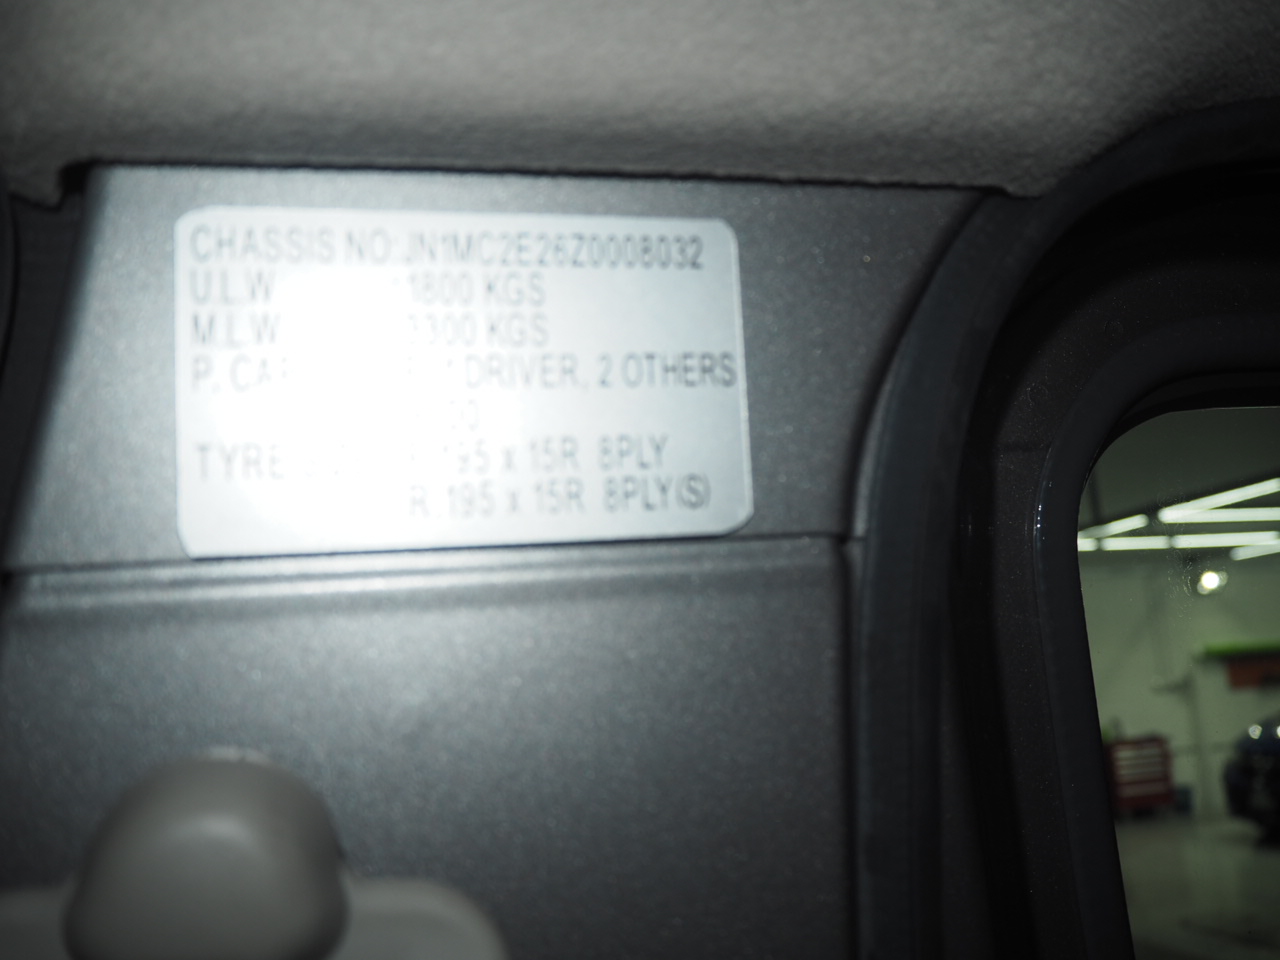 CHASSIS NO: JN1MC2E26Z0008032
U.L.W : 1800 KGS
M.L.W 3300 KGS
P. CA DRIVER, 2 OTHERS
TYRE 195 x 15R 8PLY
R. 195 x 15R 8PLY(S)